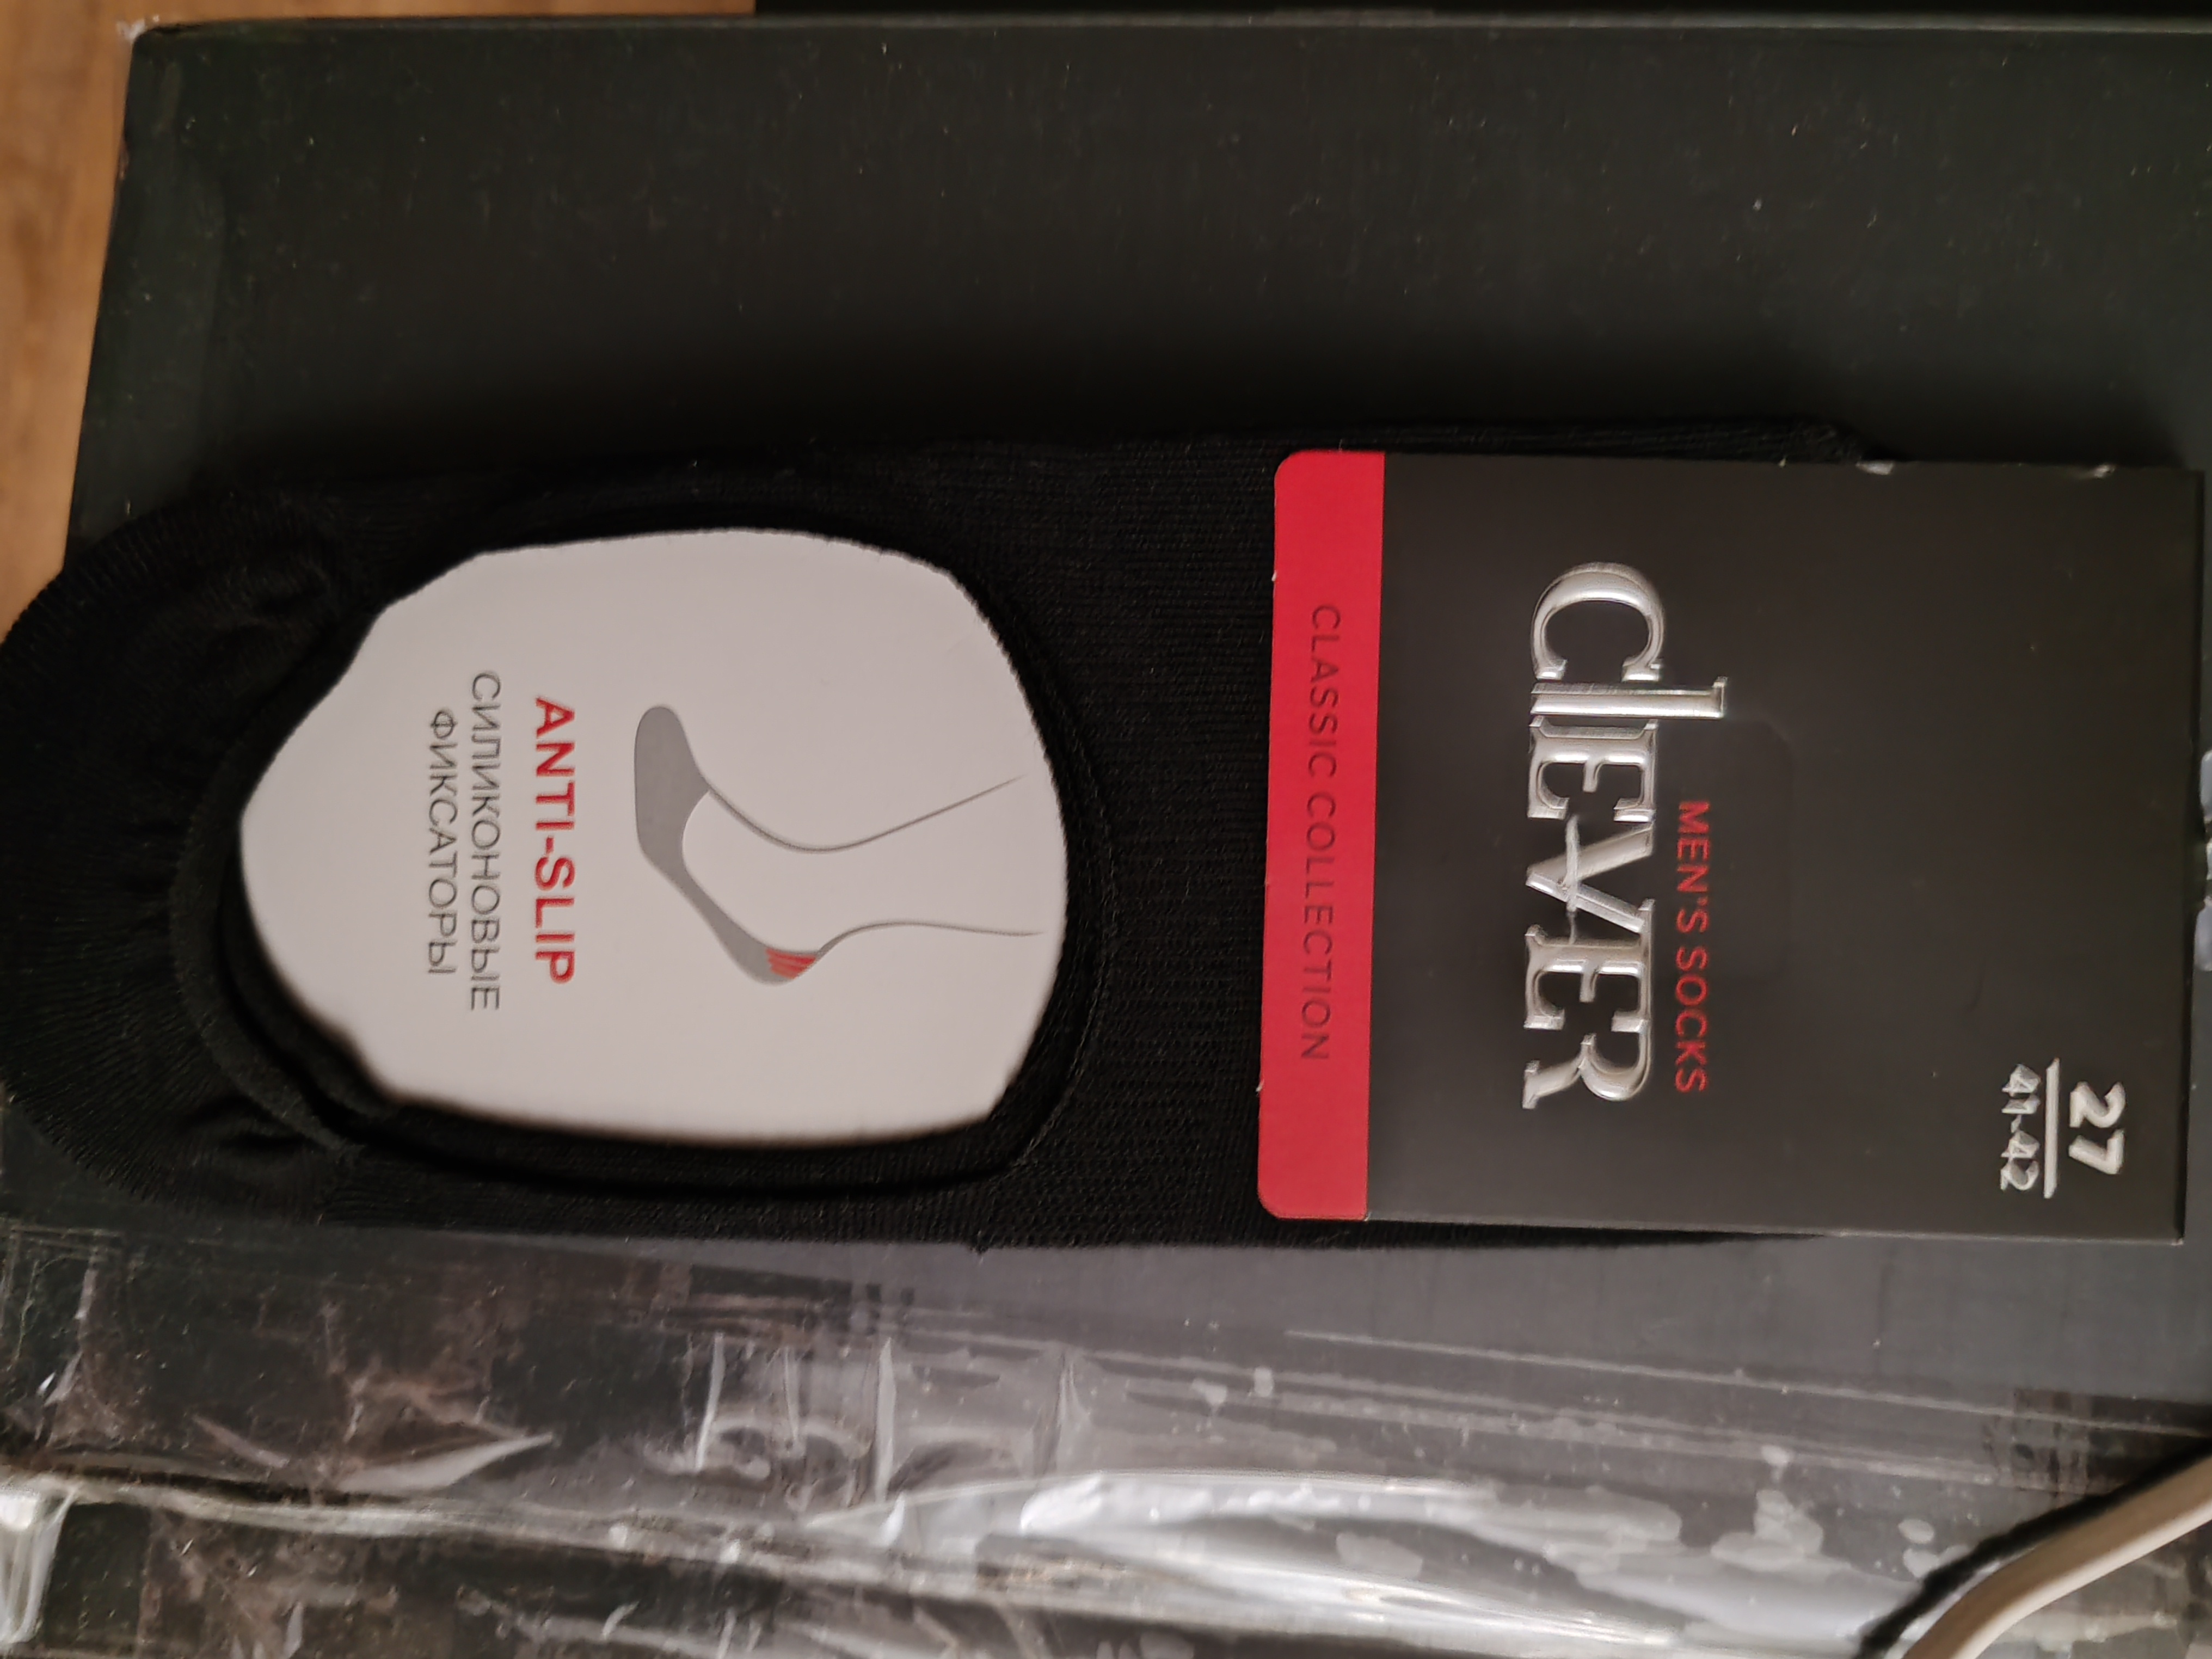 27
41-42
clEVER
MEN'S SOCKS
CLASSIC COLLECTION
ANTI-SLIP
СИЛИКОНОВЫЕ
ФИКСАТОРЫ